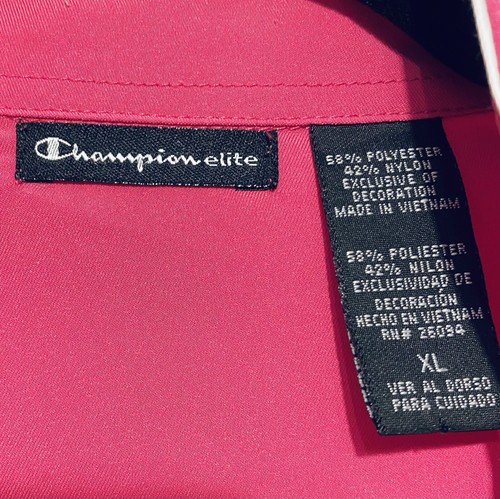 Champion elite
58% POLYESTER
42% NYLON
EXCLUSIVE OF
DECORATION
MADE IN VIETNAM
58% POLIESTER
42% NILON
EXCLUSIVIDAD DE
DECORACIÓN
HECHO EN VIETNAM
RN# 26094
XL
VER AL DORSO
PARA CUIDADO